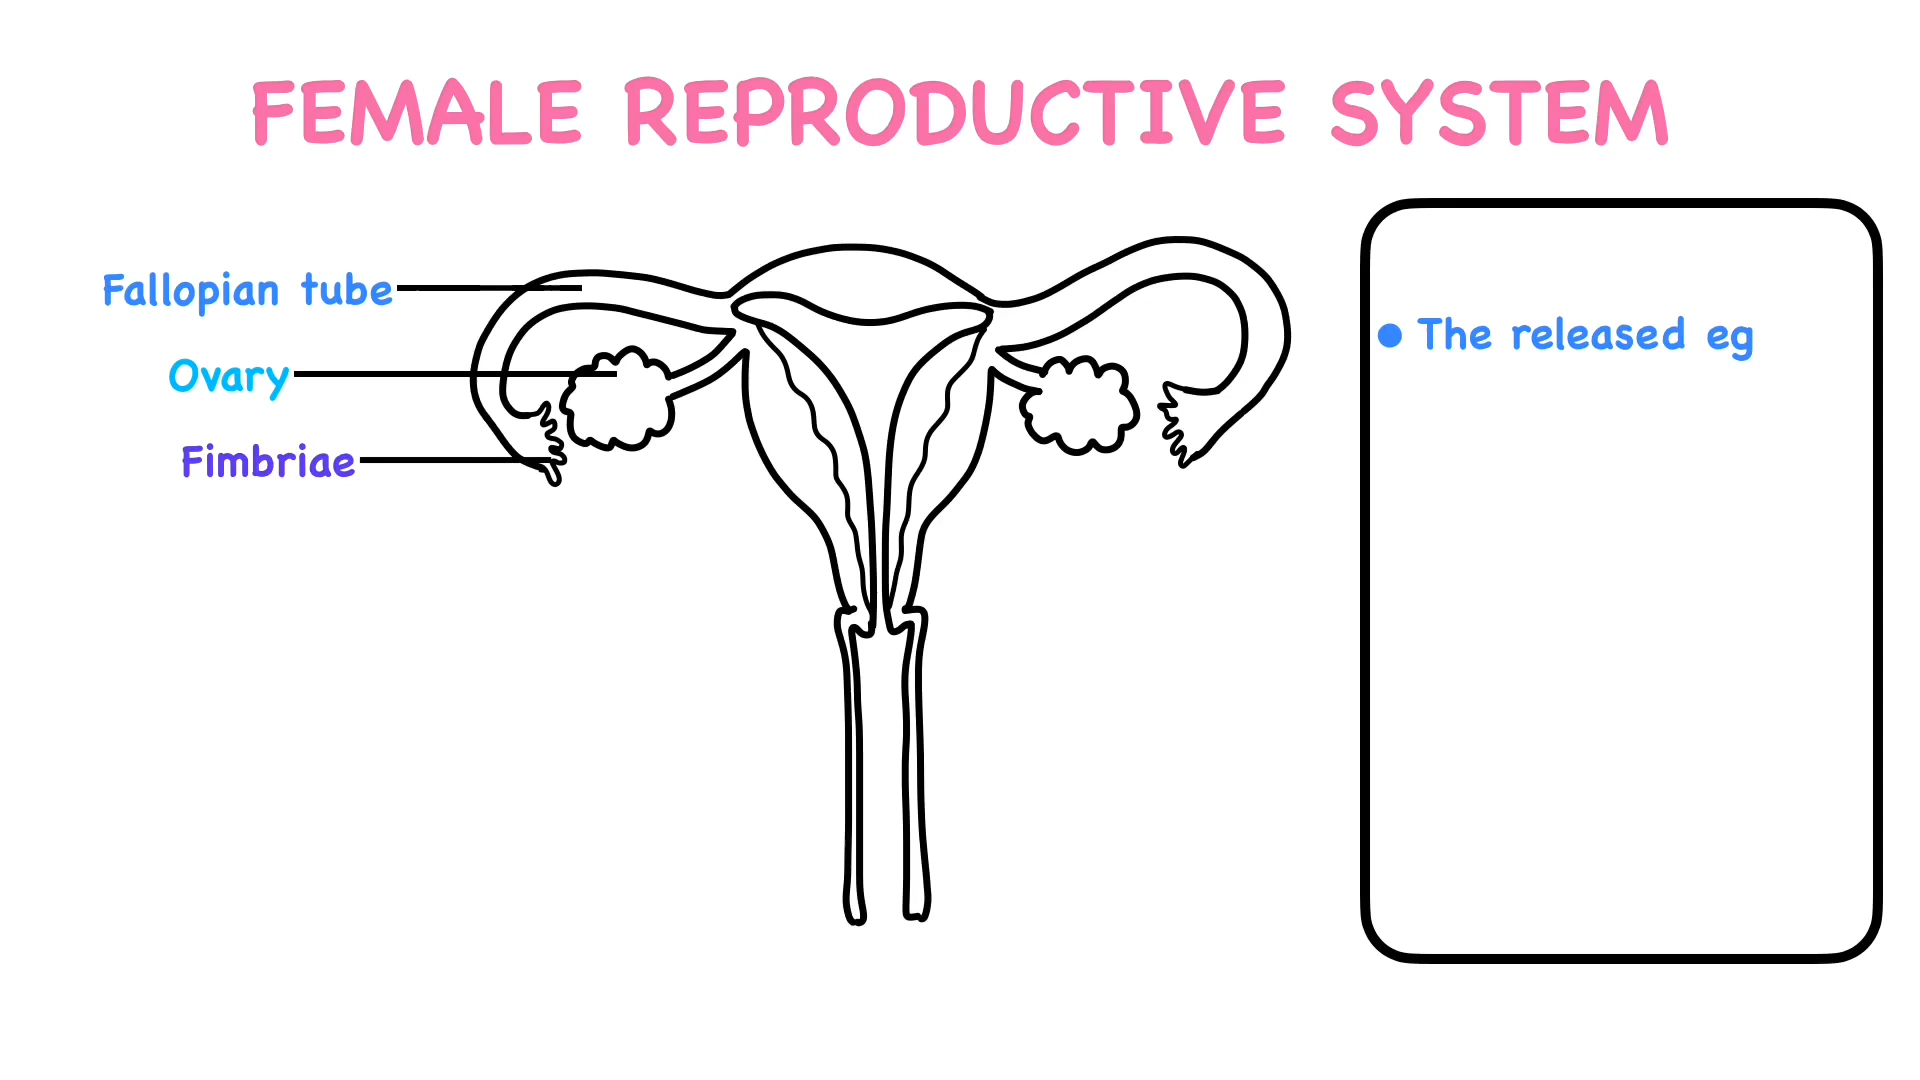 FEMALE REPRODUCTIVE SYSTEM
Fallopian tube
Ovary
Fimbriae
● The released eg